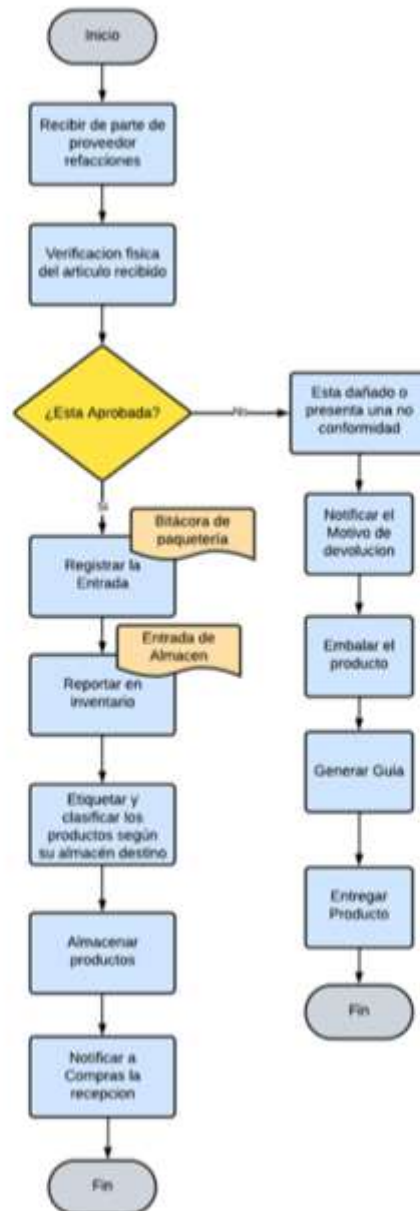 Inicio
Recibir de parte de
proveedor
refacciones
Verificacion fisica
del articulo recibido
¿Esta Aprobada?
No
Esta dañado o
presenta una no
conformidad
Si
Bitácora de
paquetería
Registrar la
Entrada
Notificar el
Motivo de
devolucion
Entrada de
Almacen
Reportar en
inventario
Embalar el
producto
Etiquetar y
clasificar los
productos según
su almacén destino
Generar Guia
Almacenar
productos
Entregar
Producto
Notificar a
Compras la
recepcion
Fin
Fin